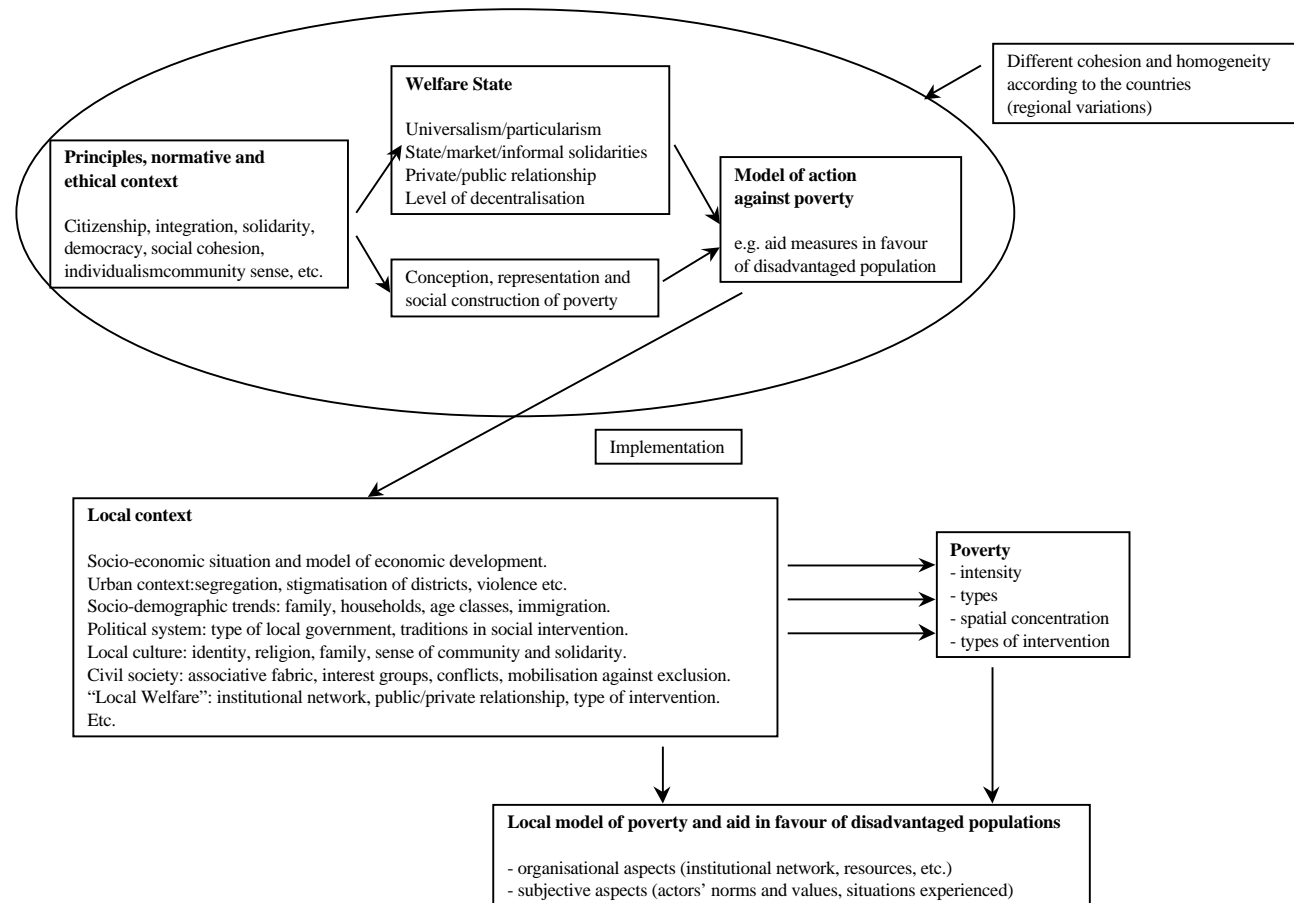 Different cohesion and homogeneity
according to the countries
(regional variations)
Welfare State
Universalism/particularism
State/market/informal solidarities
Private/public relationship
Level of decentralisation
Principles, normative and
ethical context
Citizenship, integration, solidarity,
democracy, social cohesion,
individualismcommunity sense, etc.
Model of action
against poverty
e.g. aid measures in favour
of disadvantaged population
Conception, representation and
social construction of poverty
Implementation
Local context
Socio-economic situation and model of economic development.
Urban context:segregation, stigmatisation of districts, violence etc.
Socio-demographic trends: family, households, age classes, immigration.
Political system: type of local government, traditions in social intervention.
Local culture: identity, religion, family, sense of community and solidarity.
Civil society: associative fabric, interest groups, conflicts, mobilisation against exclusion.
“Local Welfare”: institutional network, public/private relationship, type of intervention.
Etc.
Poverty
- intensity
- types
- spatial concentration
- types of intervention
Local model of poverty and aid in favour of disadvantaged populations
- organisational aspects (institutional network, resources, etc.)
- subjective aspects (actors’ norms and values, situations experienced)